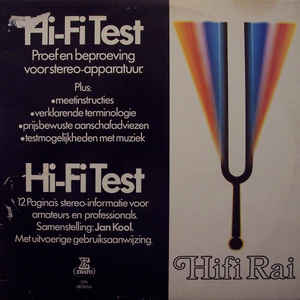 Hi-Fi Test
Proef en beproeving
voor stereo-apparatuur.
Plus:
•meetinstructies
•verklarende terminologie
•prijsbewuste aanschafadviezen
•testmogelijkheden met muziek
Hi-Fi Test
12 Pagina's stereo-informatie voor
amateurs en professionals.
Samenstelling: Jan Kool.
Met uitvoerige gebruiksaanwijzing.
Hifi Rai